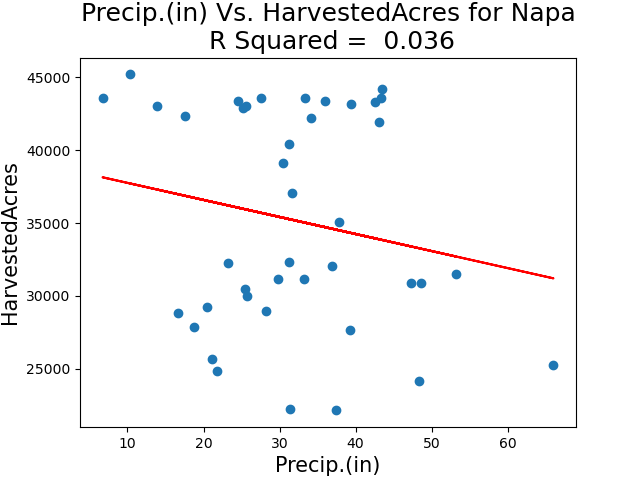 Precip.(in) Vs. HarvestedAcres for Napa
R Squared =  0.036
45000
40000
35000
30000
25000
HarvestedAcres
10 20 30 40 50 60
Precip.(in)